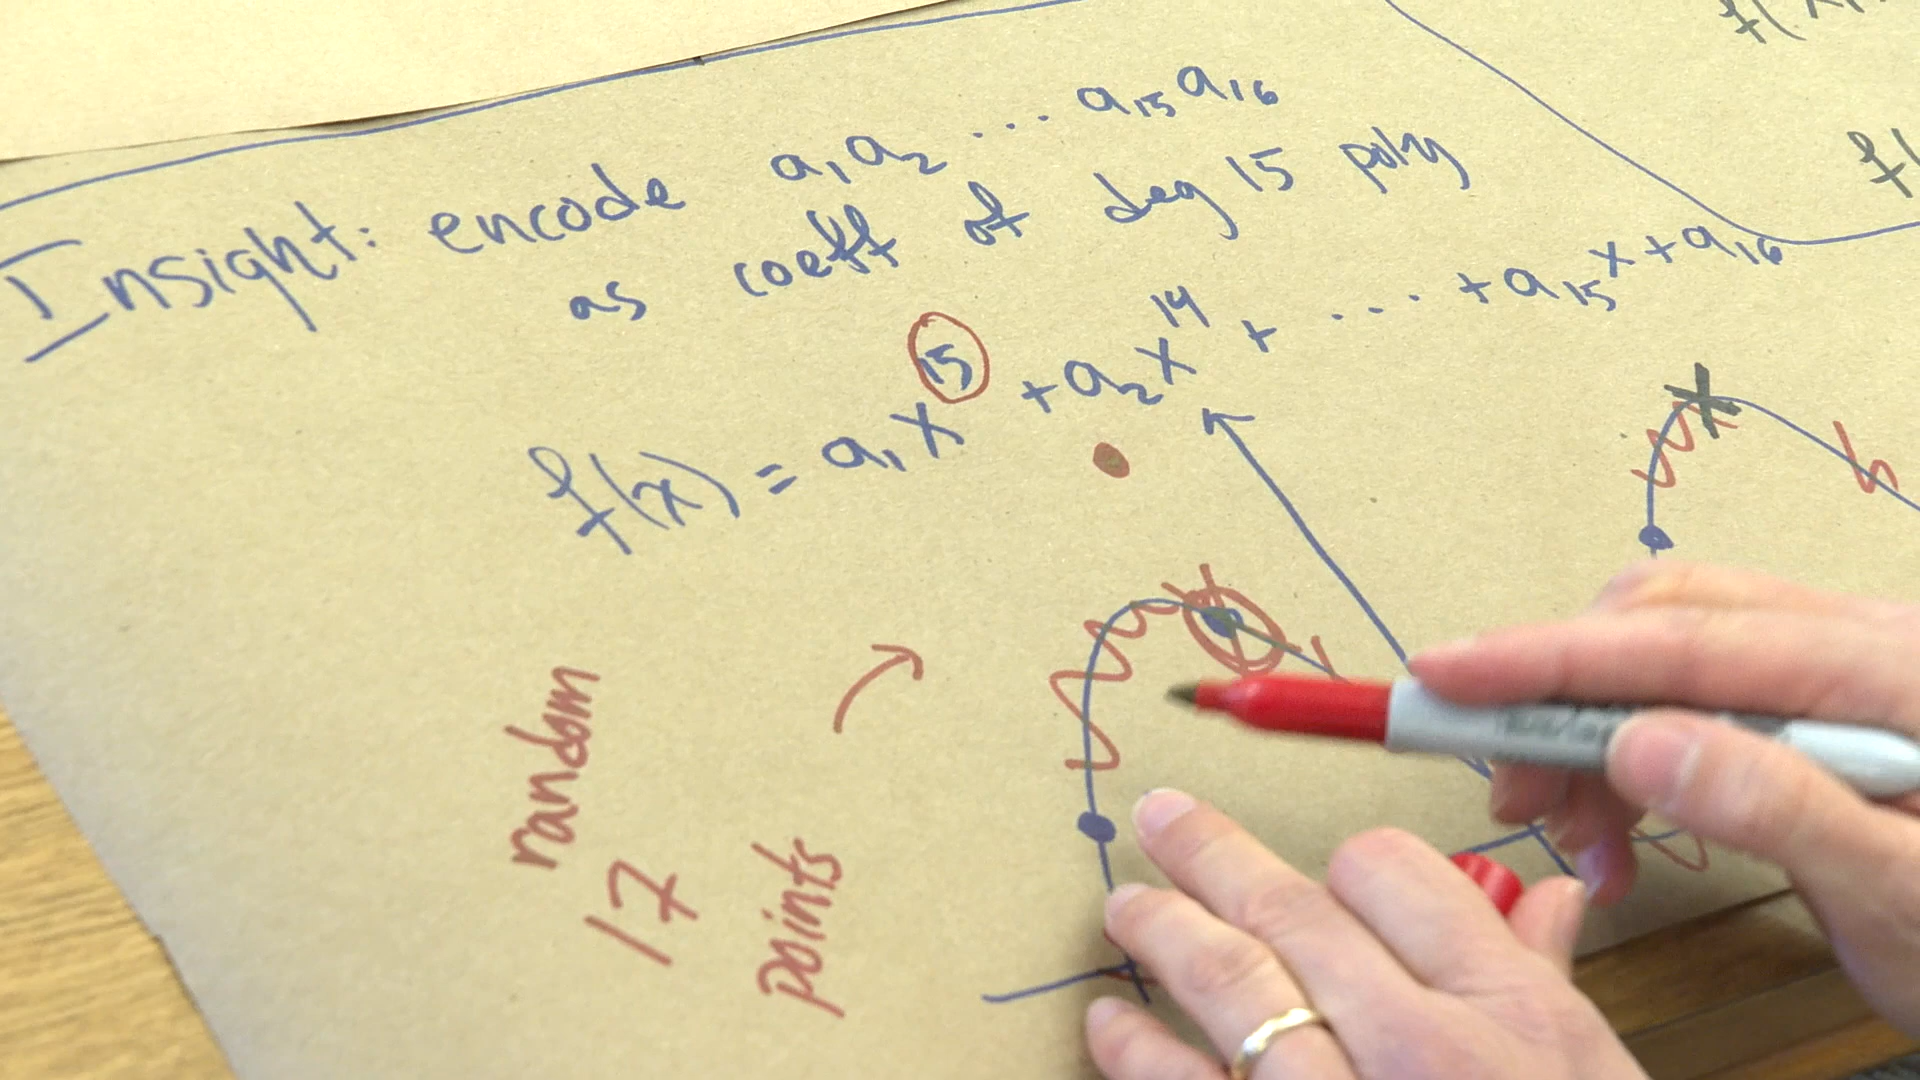 Insight: encode a₁a₂ ... a₁₅a₁₆
as coeff of deg 15 poly
f(x) = a₁x¹⁵ + a₂x¹⁴ + ... + a₁₅x + a₁₆
random
17
points